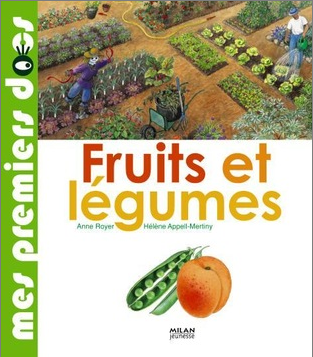 mes premiers docs
Fruits et
légumes
Anne Royer Hélène Appell-Mertiny
MILAN
jeunesse